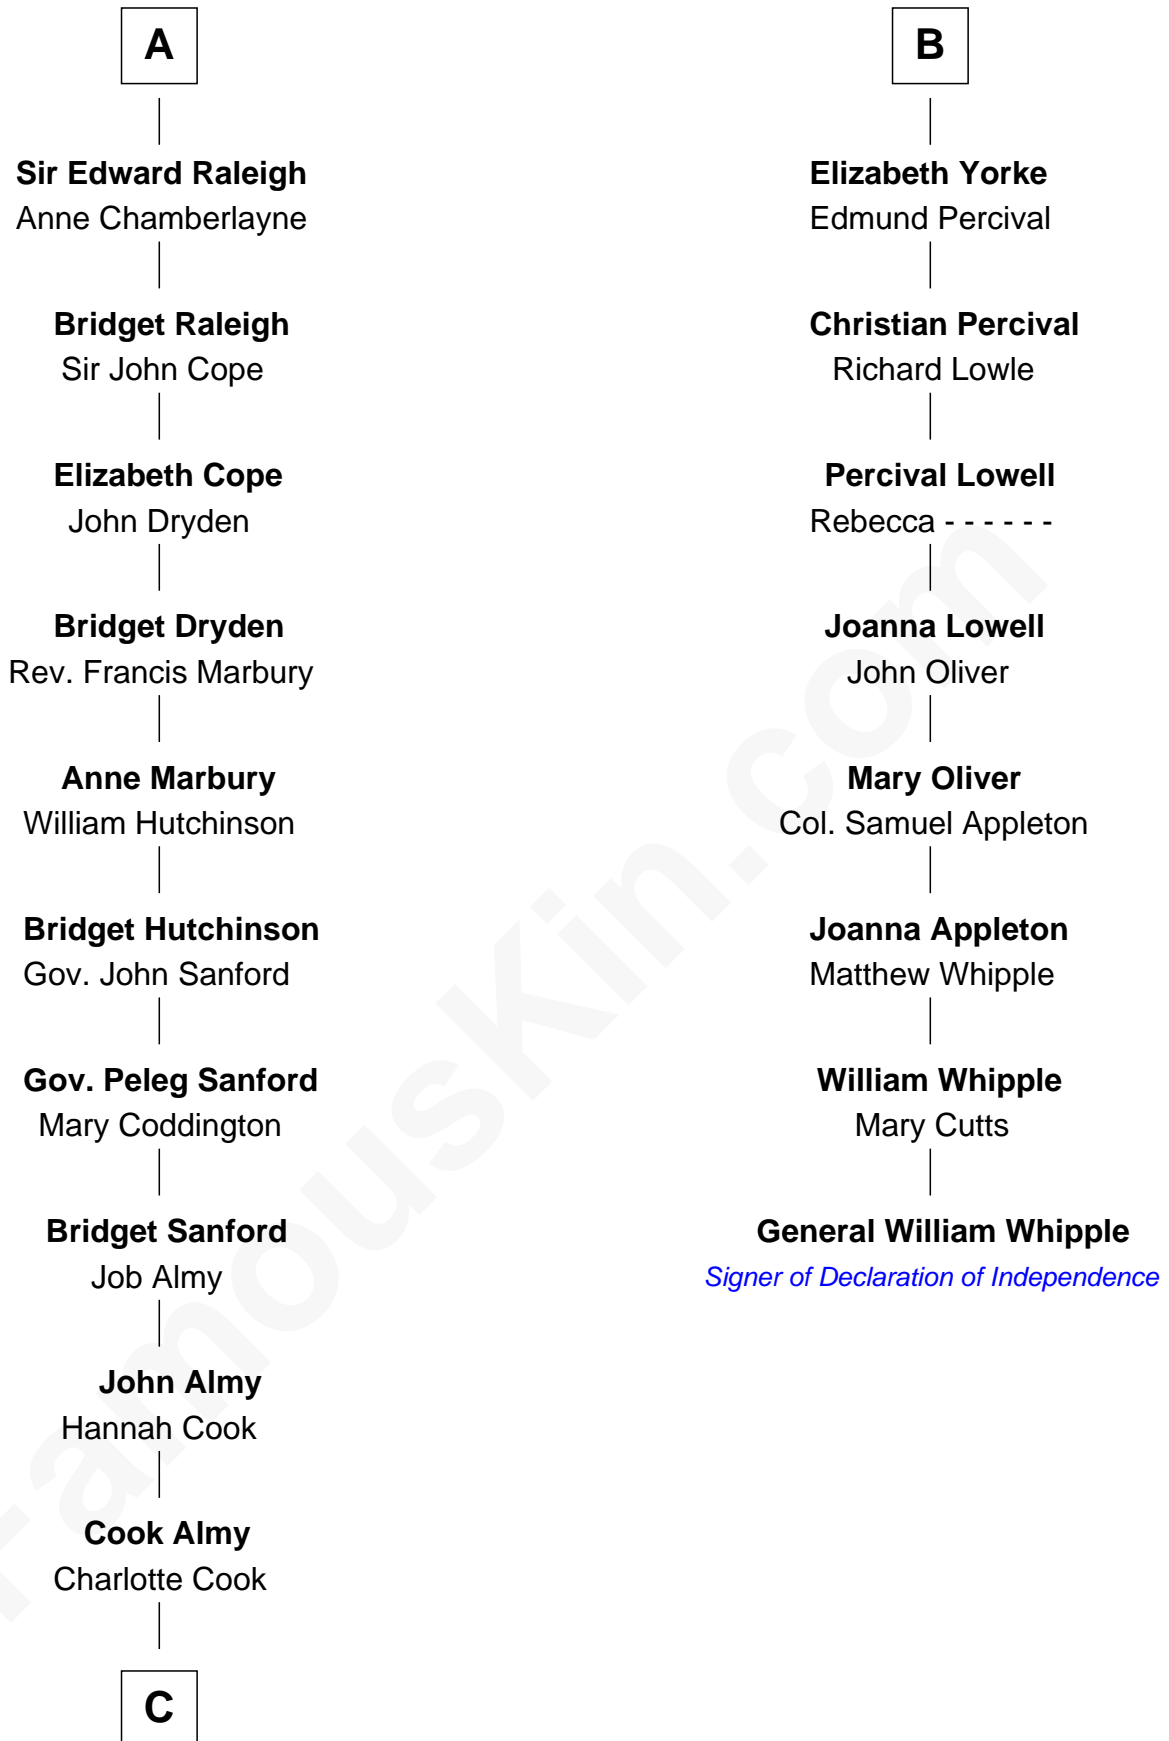 A
Sir Edward Raleigh
Anne Chamberlayne
Bridget Raleigh
Sir John Cope
Elizabeth Cope
John Dryden
Bridget Dryden
Rev. Francis Marbury
Anne Marbury
William Hutchinson
Bridget Hutchinson
Gov. John Sanford
Gov. Peleg Sanford
Mary Coddington
Bridget Sanford
Job Almy
John Almy
Hannah Cook
Cook Almy
Charlotte Cook
C
B
Elizabeth Yorke
Edmund Percival
Christian Percival
Richard Lowle
Percival Lowell
Rebecca - - - - - -
Joanna Lowell
John Oliver
Mary Oliver
Col. Samuel Appleton
Joanna Appleton
Matthew Whipple
William Whipple
Mary Cutts
General William Whipple
Signer of Declaration of Independence
FamousKin.com